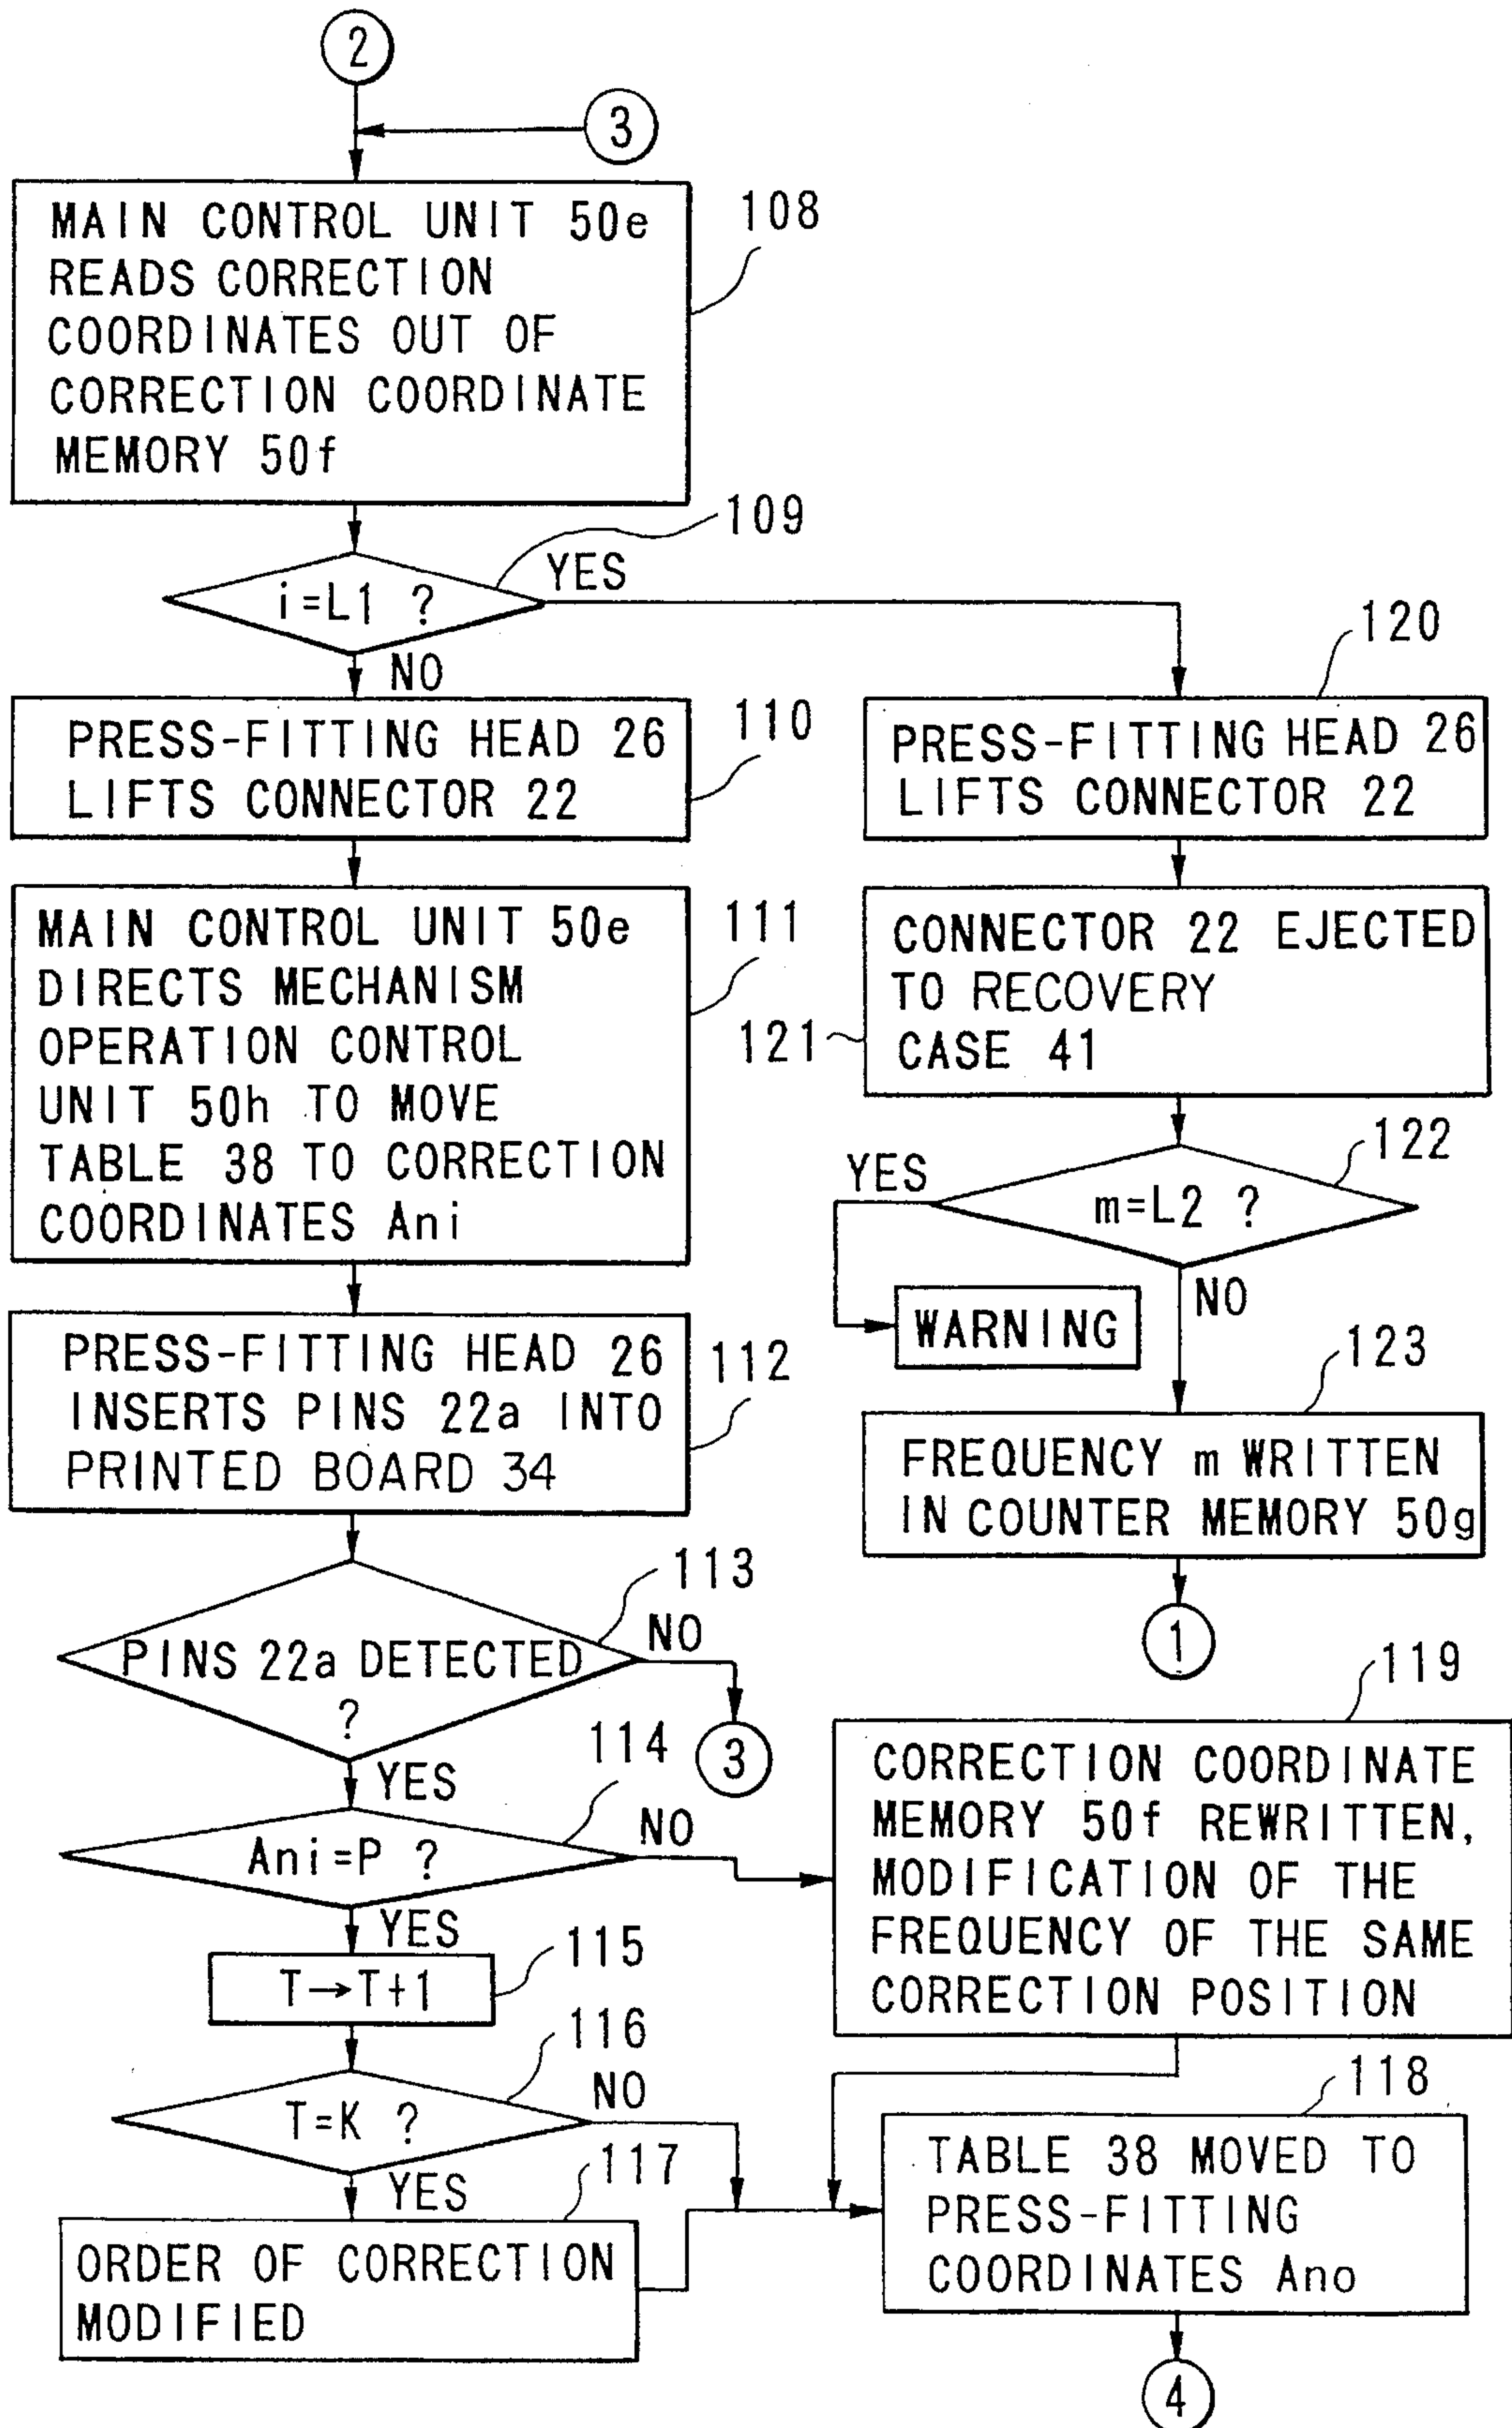 2
3
MAIN CONTROL UNIT 50e
READS CORRECTION
COORDINATES OUT OF
CORRECTION COORDINATE
MEMORY 50f
108
109
i=L1 ?
YES
NO
PRESS-FITTING HEAD 26
LIFTS CONNECTOR 22
110
MAIN CONTROL UNIT 50e
DIRECTS MECHANISM
OPERATION CONTROL
UNIT 50h TO MOVE
TABLE 38 TO CORRECTION
COORDINATES Ani
111
PRESS-FITTING HEAD 26
INSERTS PINS 22a INTO
PRINTED BOARD 34
112
113
PINS 22a DETECTED
?
NO
3
YES
114
Ani=P ?
NO
YES
T→T+1
115
116
T=K ?
NO
YES
117
ORDER OF CORRECTION
MODIFIED
120
PRESS-FITTING HEAD 26
LIFTS CONNECTOR 22
CONNECTOR 22 EJECTED
TO RECOVERY
CASE 41
121
122
m=L2 ?
YES
WARNING
NO
123
FREQUENCY m WRITTEN
IN COUNTER MEMORY 50g
1
119
CORRECTION COORDINATE
MEMORY 50f REWRITTEN,
MODIFICATION OF THE
FREQUENCY OF THE SAME
CORRECTION POSITION
118
TABLE 38 MOVED TO
PRESS-FITTING
COORDINATES Ano
4